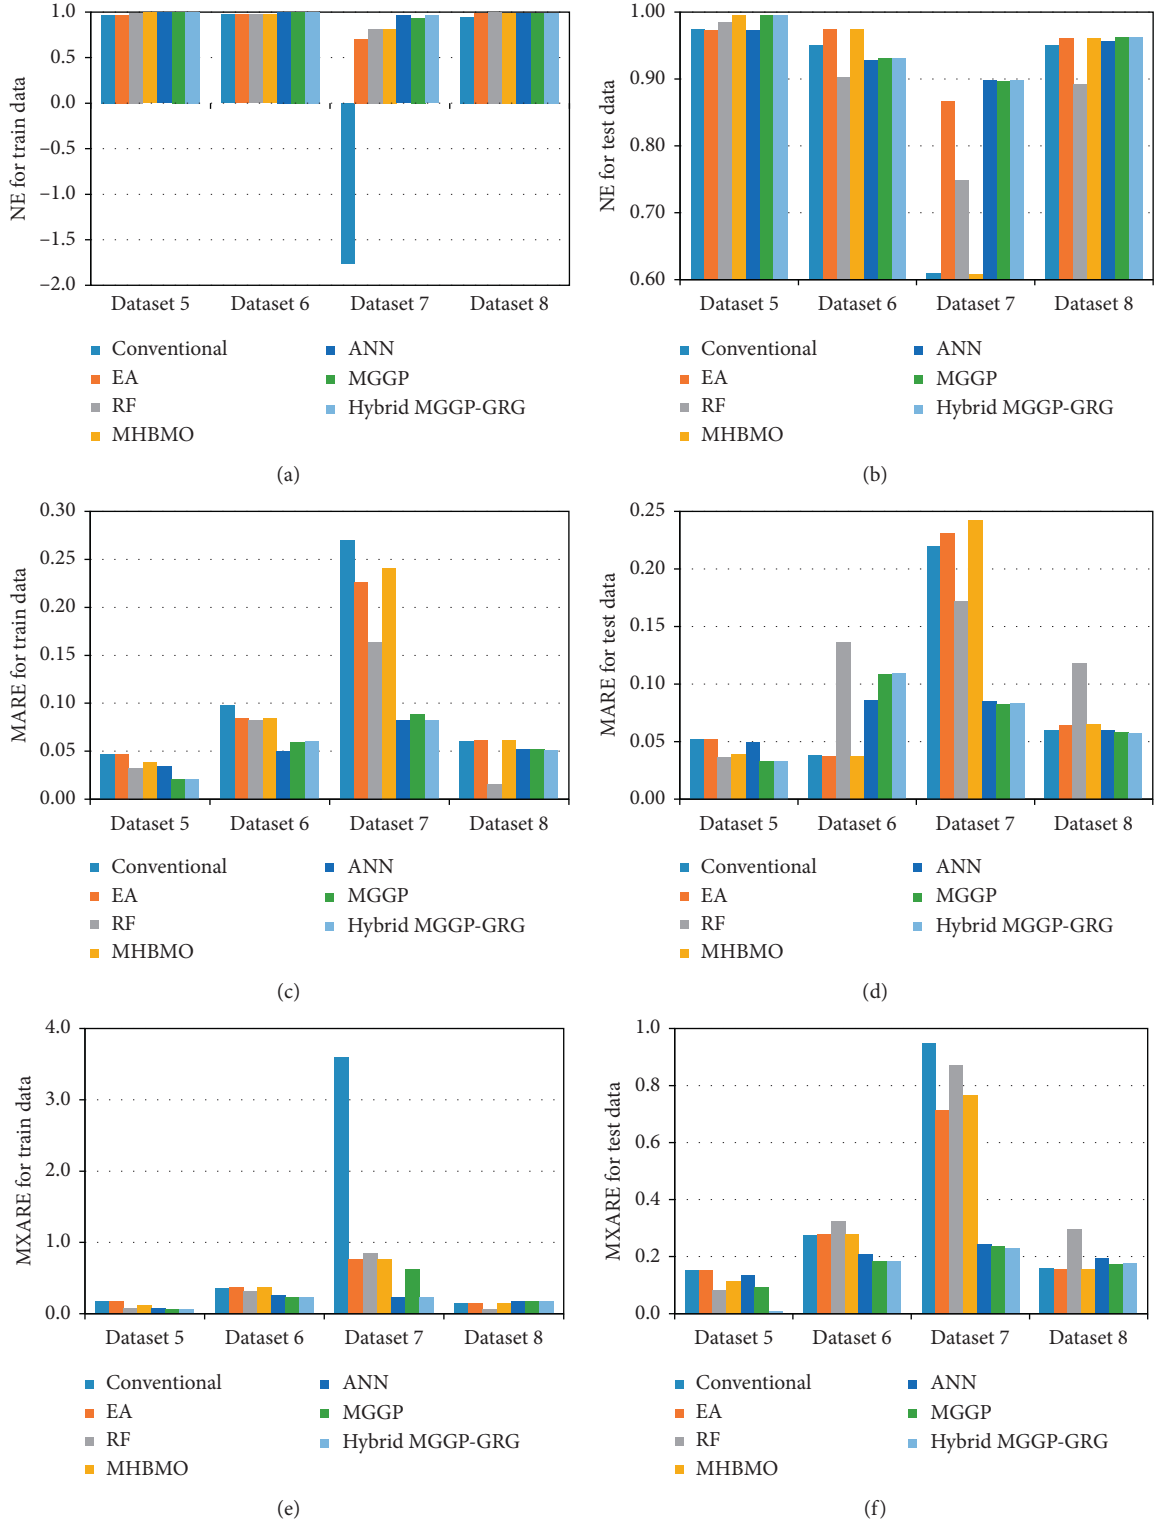 NE for train data
1.0
0.5
0.0
−0.5
−1.0
−1.5
−2.0
Dataset 5 Dataset 6 Dataset 7 Dataset 8
Conventional
EA
RF
MHBMO
ANN
MGGP
Hybrid MGGP-GRG
(a)
NE for test data
1.00
0.90
0.80
0.70
0.60
Dataset 5 Dataset 6 Dataset 7 Dataset 8
Conventional
EA
RF
MHBMO
ANN
MGGP
Hybrid MGGP-GRG
(b)
MARE for train data
0.30
0.25
0.20
0.15
0.10
0.05
0.00
Dataset 5 Dataset 6 Dataset 7 Dataset 8
Conventional
EA
RF
MHBMO
ANN
MGGP
Hybrid MGGP-GRG
(c)
MARE for test data
0.25
0.20
0.15
0.10
0.05
0.00
Dataset 5 Dataset 6 Dataset 7 Dataset 8
Conventional
EA
RF
MHBMO
ANN
MGGP
Hybrid MGGP-GRG
(d)
MXARE for train data
4.0
3.0
2.0
1.0
0.0
Dataset 5 Dataset 6 Dataset 7 Dataset 8
Conventional
EA
RF
MHBMO
ANN
MGGP
Hybrid MGGP-GRG
(e)
MXARE for test data
1.0
0.8
0.6
0.4
0.2
0.0
Dataset 5 Dataset 6 Dataset 7 Dataset 8
Conventional
EA
RF
MHBMO
ANN
MGGP
Hybrid MGGP-GRG
(f)